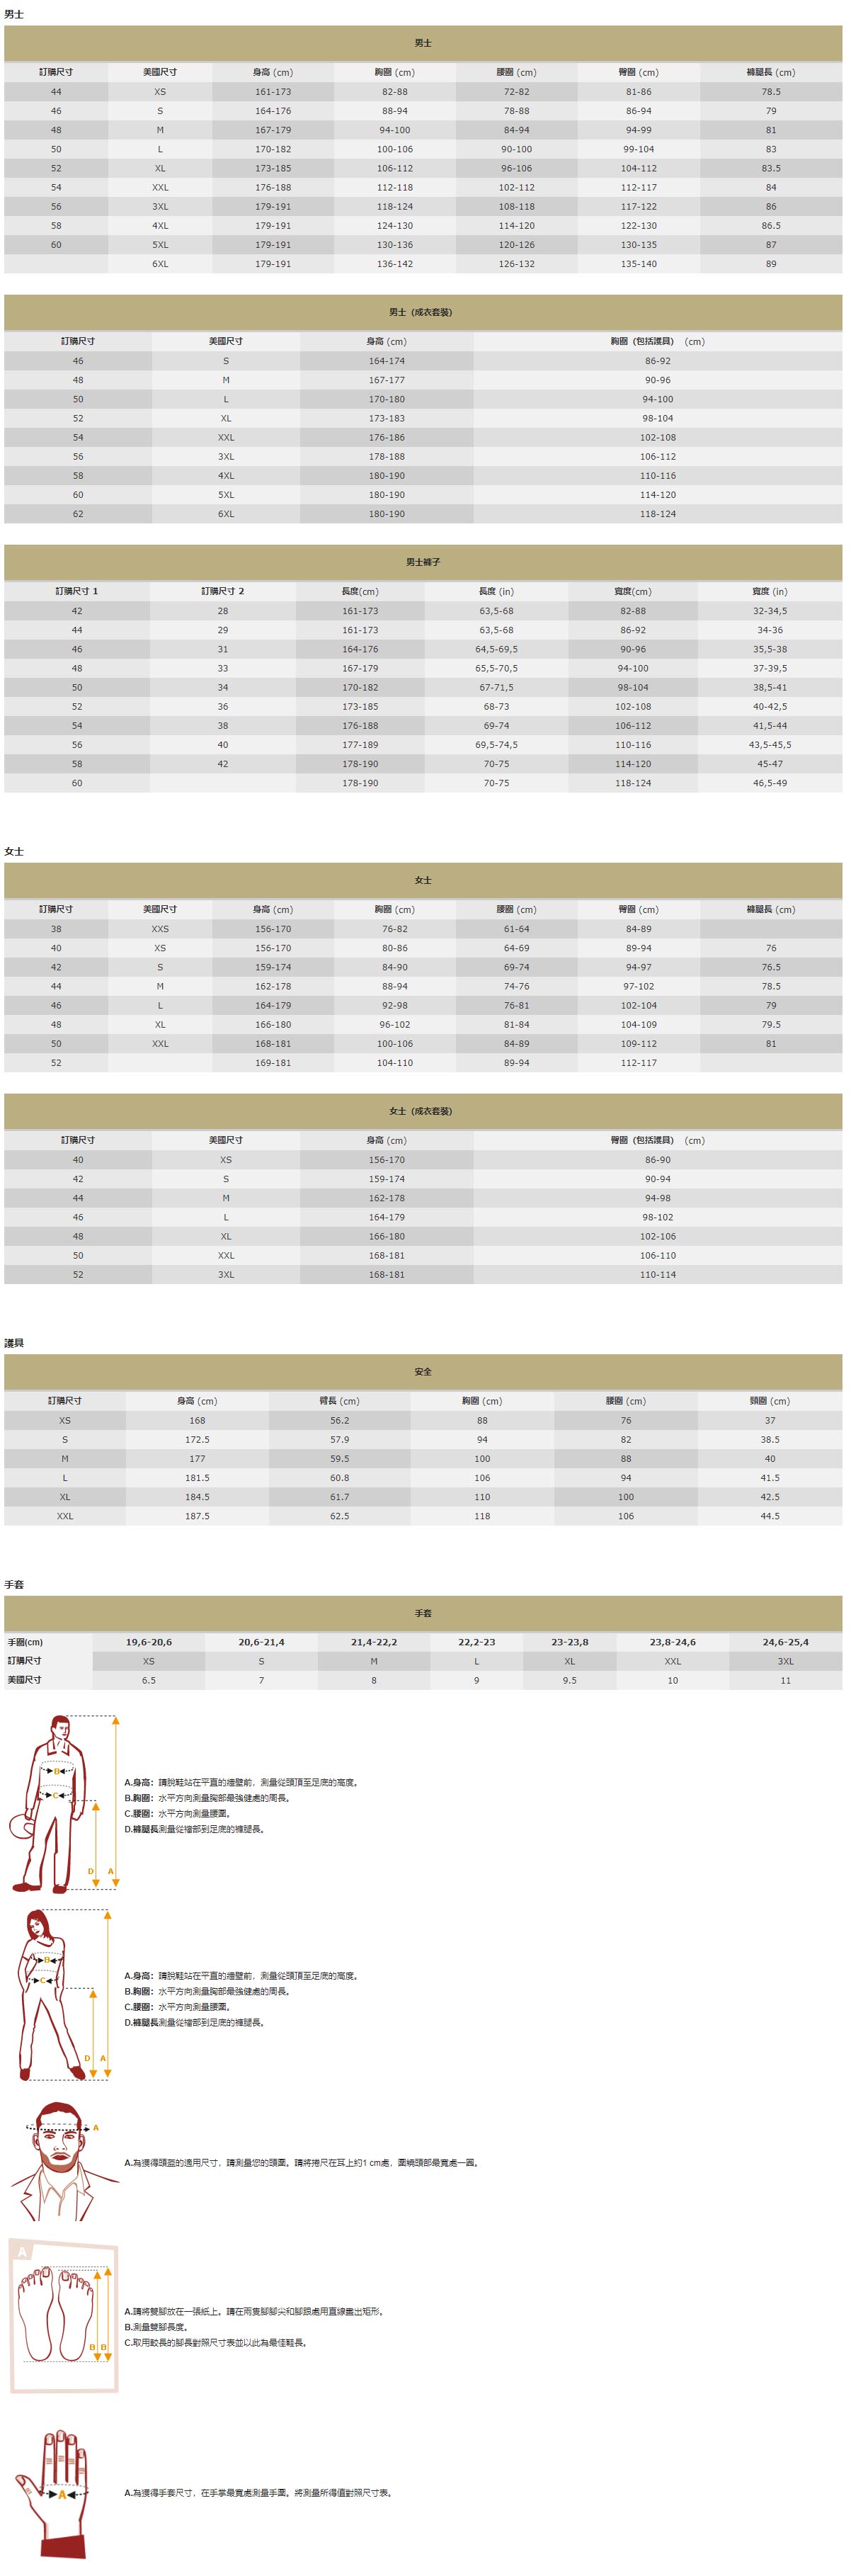 男士
男士
訂購尺寸 美國尺寸 身高 (cm) 胸圍 (cm) 腰圍 (cm) 臀圍 (cm) 褲腿長 (cm)
44 XS 161-173 82-88 72-82 81-86 78.5
46 S 164-176 88-94 78-88 86-94 79
48 M 167-179 94-100 84-94 94-99 81
50 L 170-182 100-106 90-100 99-104 83
52 XL 173-185 106-112 96-106 104-112 83.5
54 XXL 176-188 112-118 102-112 112-117 84
56 3XL 179-191 118-124 108-118 117-122 86
58 4XL 179-191 124-130 114-120 122-130 86.5
60 5XL 179-191 130-136 120-126 130-135 87
6XL 179-191 136-142 126-132 135-140 89
男士 (成衣套裝)
訂購尺寸 美國尺寸 身高 (cm) 胸圍 (包括護具) (cm)
46 S 164-174 86-92
48 M 167-177 90-96
50 L 170-180 94-100
52 XL 173-183 98-104
54 XXL 176-186 102-108
56 3XL 178-188 106-112
58 4XL 180-190 110-116
60 5XL 180-190 114-120
62 6XL 180-190 118-124
男士褲子
訂購尺寸 1 訂購尺寸 2 長度(cm) 長度 (in) 寬度(cm) 寬度 (in)
42 28 161-173 63,5-68 82-88 32-34,5
44 29 161-173 63,5-68 86-92 34-36
46 31 164-176 64,5-69,5 90-96 35,5-38
48 33 167-179 65,5-70,5 94-100 37-39,5
50 34 170-182 67-71,5 98-104 38,5-41
52 36 173-185 68-73 102-108 40-42,5
54 38 176-188 69-74 106-112 41,5-44
56 40 177-189 69,5-74,5 110-116 43,5-45,5
58 42 178-190 70-75 114-120 45-47
60 178-190 70-75 118-124 46,5-49
女士
女士
訂購尺寸 美國尺寸 身高 (cm) 胸圍 (cm) 腰圍 (cm) 臀圍 (cm) 褲腿長 (cm)
38 XXS 156-170 76-82 61-64 84-89
40 XS 156-170 80-86 64-69 89-94 76
42 S 159-174 84-90 69-74 94-97 76.5
44 M 162-178 88-94 74-76 97-102 78.5
46 L 164-179 92-98 76-81 102-104 79
48 XL 166-180 96-102 81-84 104-109 79.5
50 XXL 168-181 100-106 84-89 109-112 81
52 169-181 104-110 89-94 112-117
女士 (成衣套裝)
訂購尺寸 美國尺寸 身高 (cm) 臀圍 (包括護具) (cm)
40 XS 156-170 86-90
42 S 159-174 90-94
44 M 162-178 94-98
46 L 164-179 98-102
48 XL 166-180 102-106
50 XXL 168-181 106-110
52 3XL 168-181 110-114
護具
安全
訂購尺寸 身高 (cm) 臂長 (cm) 胸圍 (cm) 腰圍 (cm) 頸圍 (cm)
XS 168 56.2 88 76 37
S 172.5 57.9 94 82 38.5
M 177 59.5 100 88 40
L 181.5 60.8 106 94 41.5
XL 184.5 61.7 110 100 42.5
XXL 187.5 62.5 118 106 44.5
手套
手套
手圍(cm) 19,6-20,6 20,6-21,4 21,4-22,2 22,2-23 23-23,8 23,8-24,6 24,6-25,4
訂購尺寸 XS S M L XL XXL 3XL
美國尺寸 6.5 7 8 9 9.5 10 11
B
C
D A
A.身高：請脫鞋站在平直的牆壁前，測量從頭頂至足底的高度。
B.胸圍：水平方向測量胸部最強健處的周長。
C.腰圍：水平方向測量腰圍。
D.褲腿長測量從襠部到足底的褲腿長。
B
C
D A
A.身高：請脫鞋站在平直的牆壁前，測量從頭頂至足底的高度。
B.胸圍：水平方向測量胸部最強健處的周長。
C.腰圍：水平方向測量腰圍。
D.褲腿長測量從襠部到足底的褲腿長。
A
A.為獲得頭盔的適用尺寸，請測量您的頭圍。請將捲尺在耳上約1 cm處，圍繞頭部最寬處一圈。
A
B B
A.請將雙腳放在一張紙上。請在兩隻腳腳尖和腳跟處用直線畫出矩形。
B.測量雙腳長度。
C.取用較長的腳長對照尺寸表並以此為最佳鞋長。
A
A.為獲得手套尺寸，在手掌最寬處測量手圍。將測量所得值對照尺寸表。